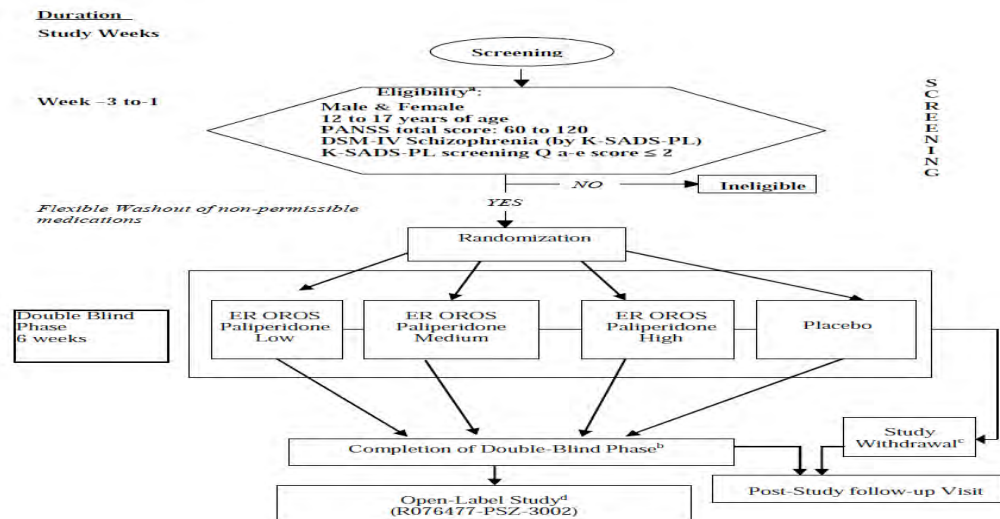 Duration
Study Weeks
Screening
Week –3 to-1
Eligibilityᵃ:
Male & Female
12 to 17 years of age
PANSS total score: 60 to 120
DSM-IV Schizophrenia (by K-SADS-PL)
K-SADS-PL screening Q a-e score ≤ 2
SCREENING
NO
Ineligible
YES
Flexible Washout of non-permissible
medications
Randomization
Double Blind
Phase
6 weeks
ER OROS
Paliperidone
Low
ER OROS
Paliperidone
Medium
ER OROS
Paliperidone
High
Placebo
Study
Withdrawalᶜ
Completion of Double-Blind Phaseᵇ
Post-Study follow-up Visit
Open-Label Studyᵈ
(R076477-PSZ-3002)